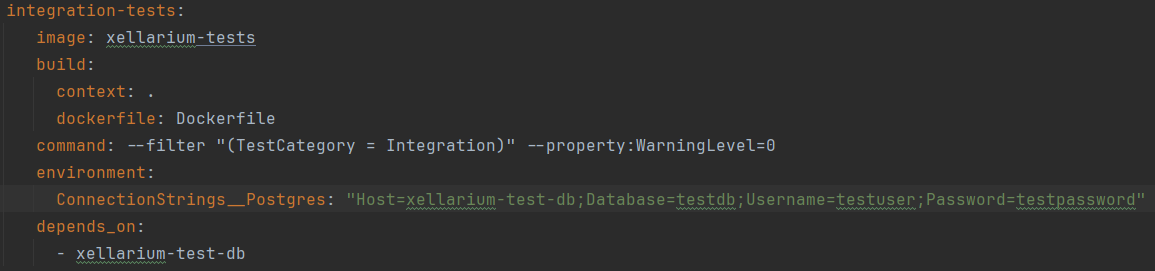 integration-tests:
image: xellarium-tests
build:
context: .
dockerfile: Dockerfile
command: --filter "(TestCategory = Integration)" --property:WarningLevel=0
environment:
ConnectionStrings__Postgres: "Host=xellarium-test-db;Database=testdb;Username=testuser;Password=testpassword"
depends_on:
- xellarium-test-db